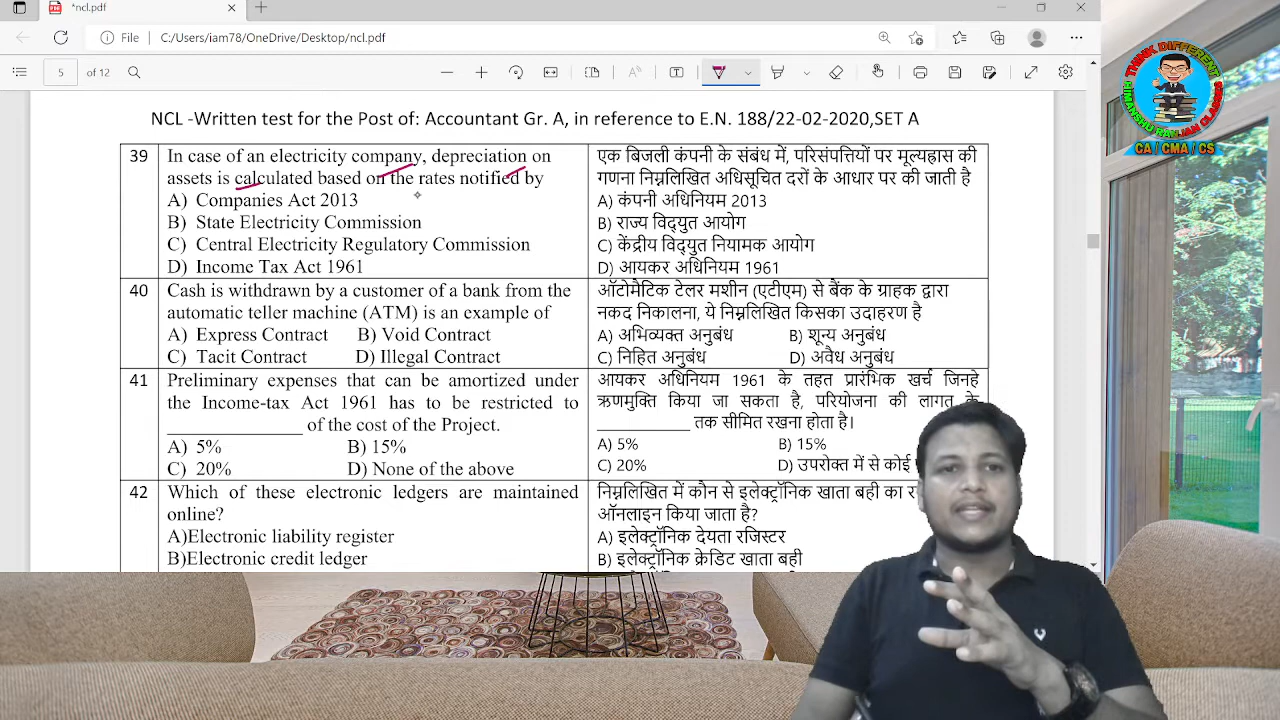 *ncl.pdf
File
C:/Users/iam78/OneDrive/Desktop/ncl.pdf
5 of 12
NCL -Written test for the Post of: Accountant Gr. A, in reference to E.N. 188/22-02-2020,SET A
39
In case of an electricity company, depreciation on
assets is calculated based on the rates notified by
A) Companies Act 2013
B) State Electricity Commission
C) Central Electricity Regulatory Commission
D) Income Tax Act 1961
एक बिजली कंपनी के संबंध में, परिसंपत्तियों पर मूल्यह्रास की
गणना निम्नलिखित अधिसूचित दरों के आधार पर की जाती है
A) कंपनी अधिनियम 2013
B) राज्य विद्युत आयोग
C) केंद्रीय विद्युत नियामक आयोग
D) आयकर अधिनियम 1961
40
Cash is withdrawn by a customer of a bank from the
automatic teller machine (ATM) is an example of
A) Express Contract B) Void Contract
C) Tacit Contract D) Illegal Contract
ऑटोमैटिक टेलर मशीन (एटीएम) से बैंक के ग्राहक द्वारा
नकद निकालना, ये निम्नलिखित किसका उदाहरण है
A) अभिव्यक्त अनुबंध B) शून्य अनुबंध
C) निहित अनुबंध D) अवैध अनुबंध
41
Preliminary expenses that can be amortized under
the Income-tax Act 1961 has to be restricted to
_____________ of the cost of the Project.
A) 5% B) 15%
C) 20% D) None of the above
आयकर अधिनियम 1961 के तहत प्रारंभिक खर्च जिनहे
ऋणमुक्ति किया जा सकता है, परियोजना की लागत के
_________ तक सीमित रखना होता है।
A) 5% B) 15%
C) 20% D) उपरोक्त में से कोई
42
Which of these electronic ledgers are maintained
online?
A)Electronic liability register
B)Electronic credit ledger
निम्नलिखित में कौन से इलेक्ट्रॉनिक खाता बही का
ऑनलाइन किया जाता है?
A) इलेक्ट्रॉनिक देयता रजिस्टर
B) इलेक्ट्रॉनिक क्रेडिट खाता बही
THINK DIFFERENT
HIMANSHU RANJAN CLASSES
CA / CMA / CS